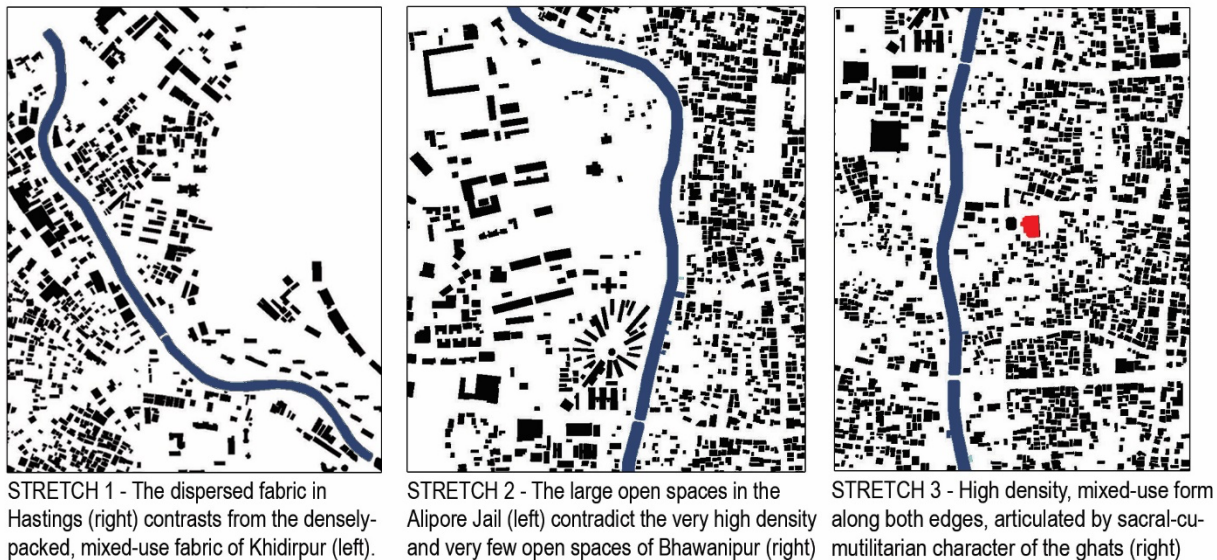 STRETCH 1 - The dispersed fabric in
Hastings (right) contrasts from the densely-
packed, mixed-use fabric of Khidirpur (left).
STRETCH 2 - The large open spaces in the
Alipore Jail (left) contradict the very high density
and very few open spaces of Bhawanipur (right)
STRETCH 3 - High density, mixed-use form
along both edges, articulated by sacral-cu-
mutilitarian character of the ghats (right)